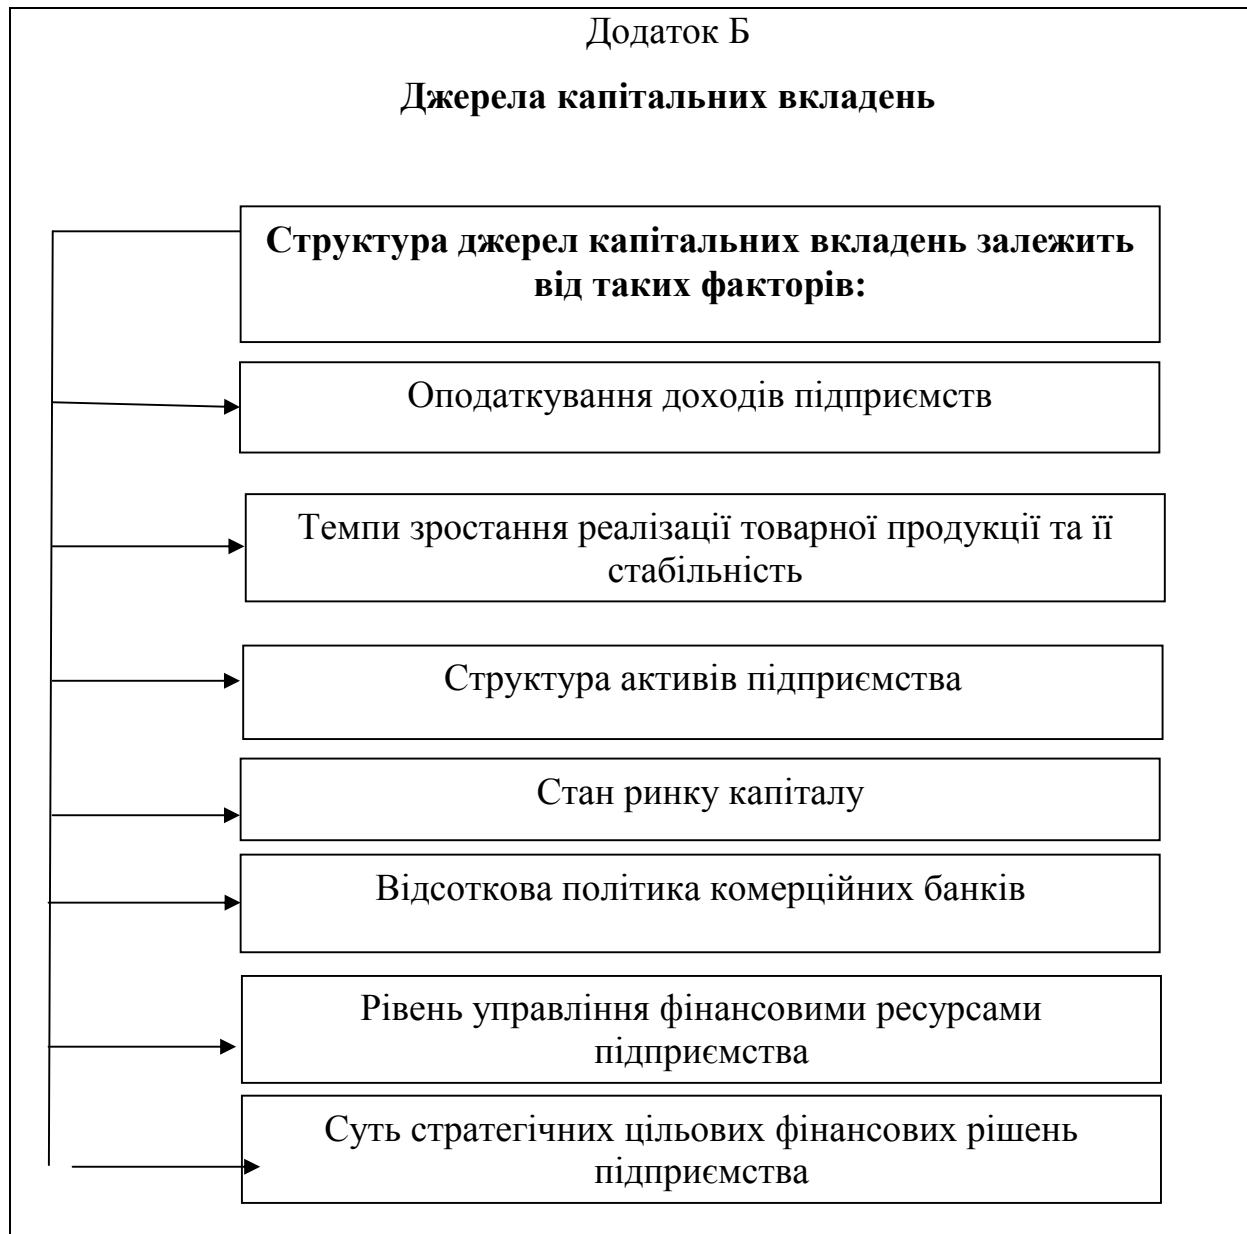 Додаток Б
Джерела капітальних вкладень
Структура джерел капітальних вкладень залежить
від таких факторів:
Оподаткування доходів підприємств
Темпи зростання реалізації товарної продукції та її
стабільність
Структура активів підприємства
Стан ринку капіталу
Відсоткова політика комерційних банків
Рівень управління фінансовими ресурсами
підприємства
Суть стратегічних цільових фінансових рішень
підприємства